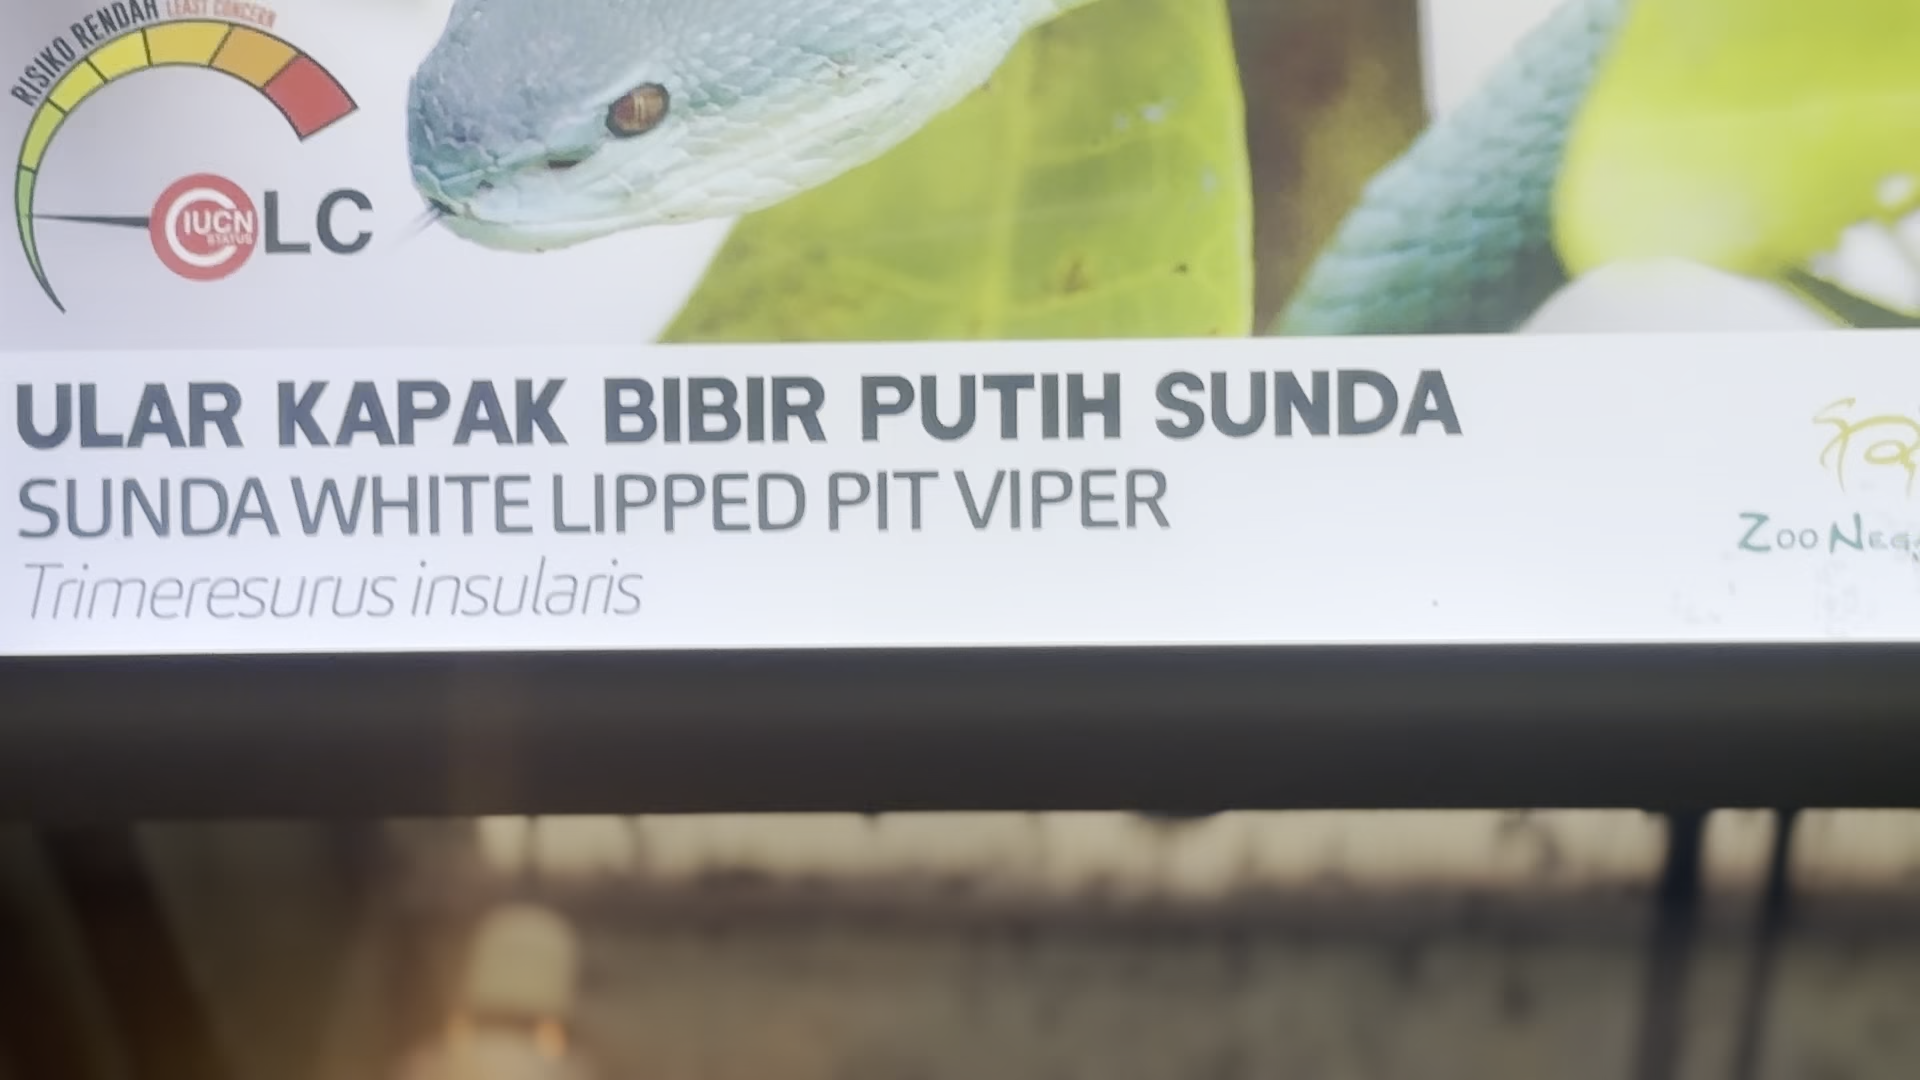 RISIKO RENDAH LEAST CONCERN
IUCN
STATUS
LC
ULAR KAPAK BIBIR PUTIH SUNDA
SUNDA WHITE LIPPED PIT VIPER
Trimeresurus insularis
Zoo